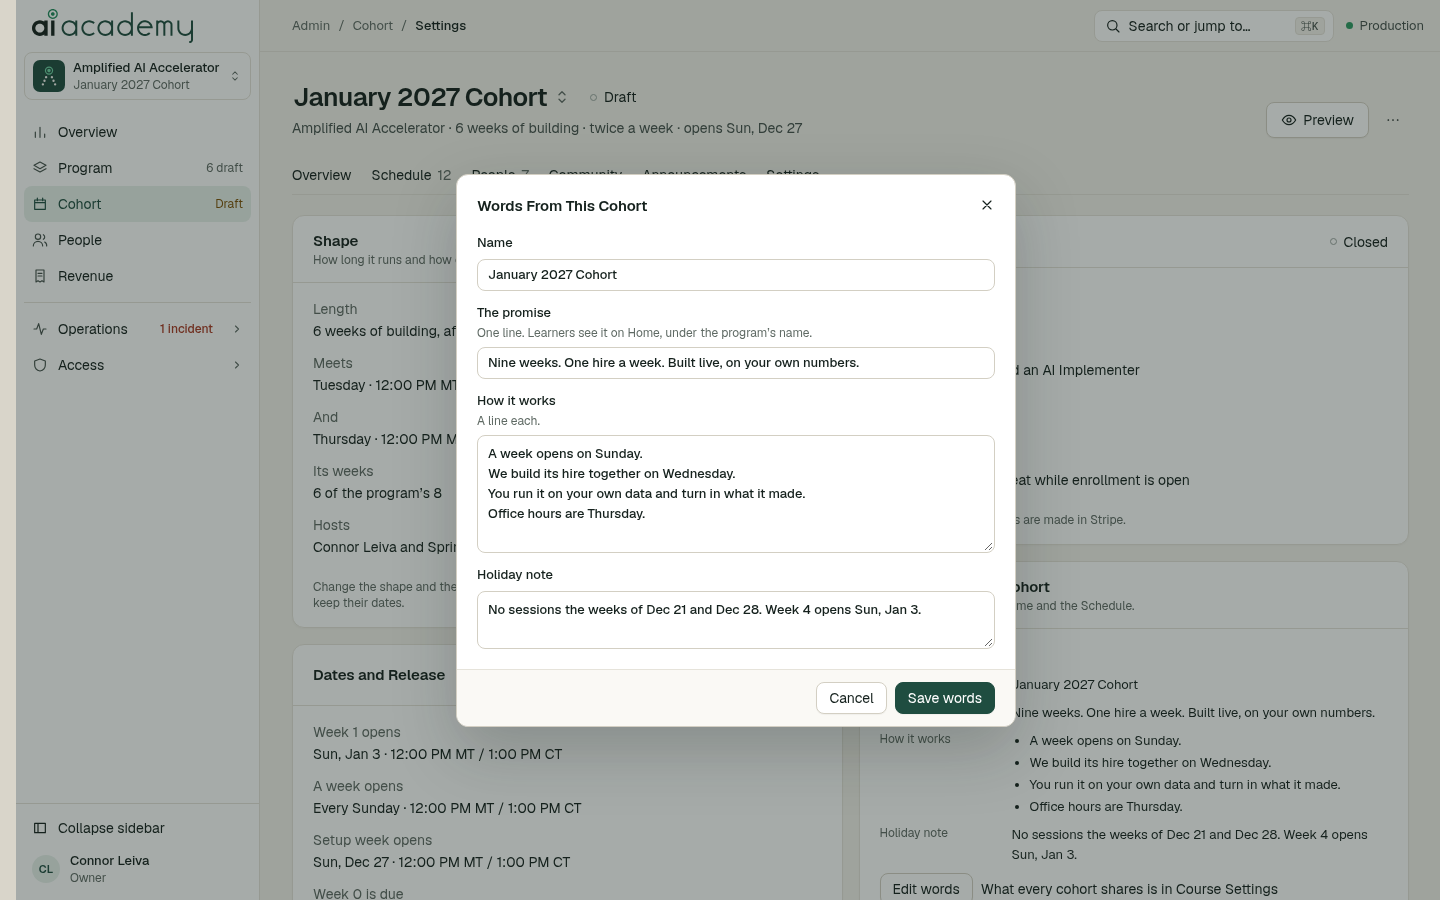 ai academy
Amplified AI Accelerator
January 2027 Cohort
Overview
Program 6 draft
Cohort Draft
People
Revenue
Operations 1 incident
Access
Collapse sidebar
CL
Connor Leiva
Owner
Admin / Cohort / Settings
Search or jump to... ⌘K
Production
January 2027 Cohort
Draft
Amplified AI Accelerator · 6 weeks of building · twice a week · opens Sun, Dec 27
Preview
Overview Schedule 12 People 7 Community Announcements Settings
Shape
How long it runs and how
Length
6 weeks of building,
Meets
Tuesday · 12:00 PM MT
And
Thursday · 12:00 PM
Its weeks
6 of the program's 8
Hosts
Connor Leiva and
Change the shape and the
keep their dates.
Dates and Release
Week 1 opens
Sun, Jan 3 · 12:00 PM MT / 1:00 PM CT
A week opens
Every Sunday · 12:00 PM MT / 1:00 PM CT
Setup week opens
Sun, Dec 27 · 12:00 PM MT / 1:00 PM CT
Week 0 is due
Words From This Cohort
Name
January 2027 Cohort
The promise
One line. Learners see it on Home, under the program's name.
Nine weeks. One hire a week. Built live, on your own numbers.
How it works
A line each.
A week opens on Sunday.
We build its hire together on Wednesday.
You run it on your own data and turn in what it made.
Office hours are Thursday.
Holiday note
No sessions the weeks of Dec 21 and Dec 28. Week 4 opens Sun, Jan 3.
Cancel
Save words
Closed
an AI Implementer
while enrollment is open
are made in Stripe.
and the Schedule.
January 2027 Cohort
Nine weeks. One hire a week. Built live, on your own numbers.
How it works
• A week opens on Sunday.
• We build its hire together on Wednesday.
• You run it on your own data and turn in what it made.
• Office hours are Thursday.
Holiday note
No sessions the weeks of Dec 21 and Dec 28. Week 4 opens
Sun, Jan 3.
Edit words
What every cohort shares is in Course Settings